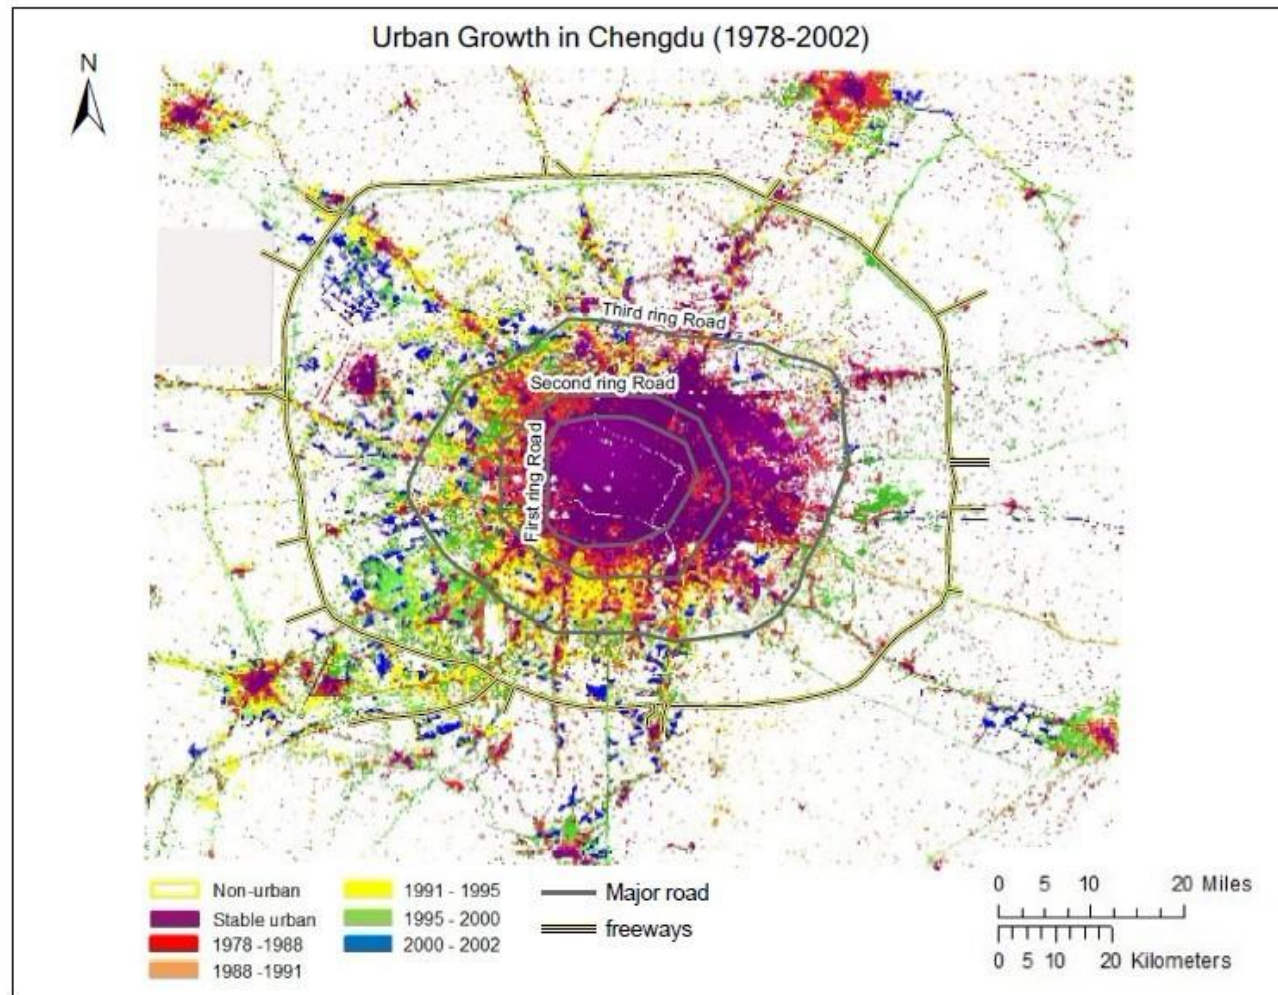 Urban Growth in Chengdu (1978-2002)
N
Third ring Road
Second ring Road
First ring Road
Non-urban
Stable urban
1978 -1988
1988 -1991
1991 - 1995
1995 - 2000
2000 - 2002
Major road
freeways
0 5 10 20 Miles
0 5 10 20 Kilometers